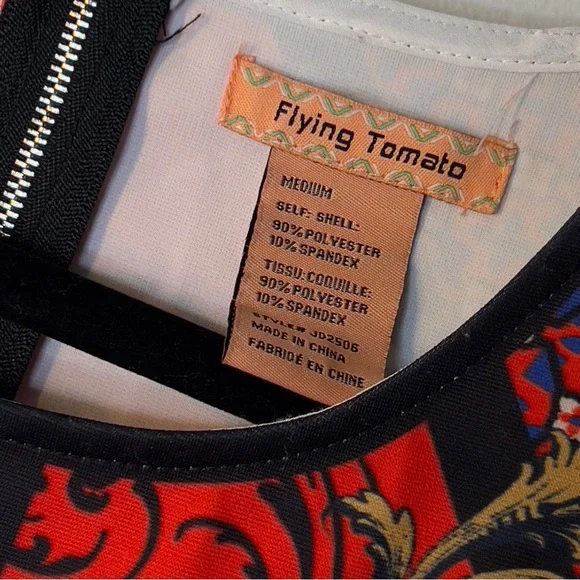 Flying Tomato
MEDIUM
SELF: SHELL:
90% POLYESTER
10% SPANDEX
TISSU:COQUILLE:
90% POLYESTER
10% SPANDEX
STYLE# JD2506
MADE IN CHINA
FABRIQUÉ EN CHINE